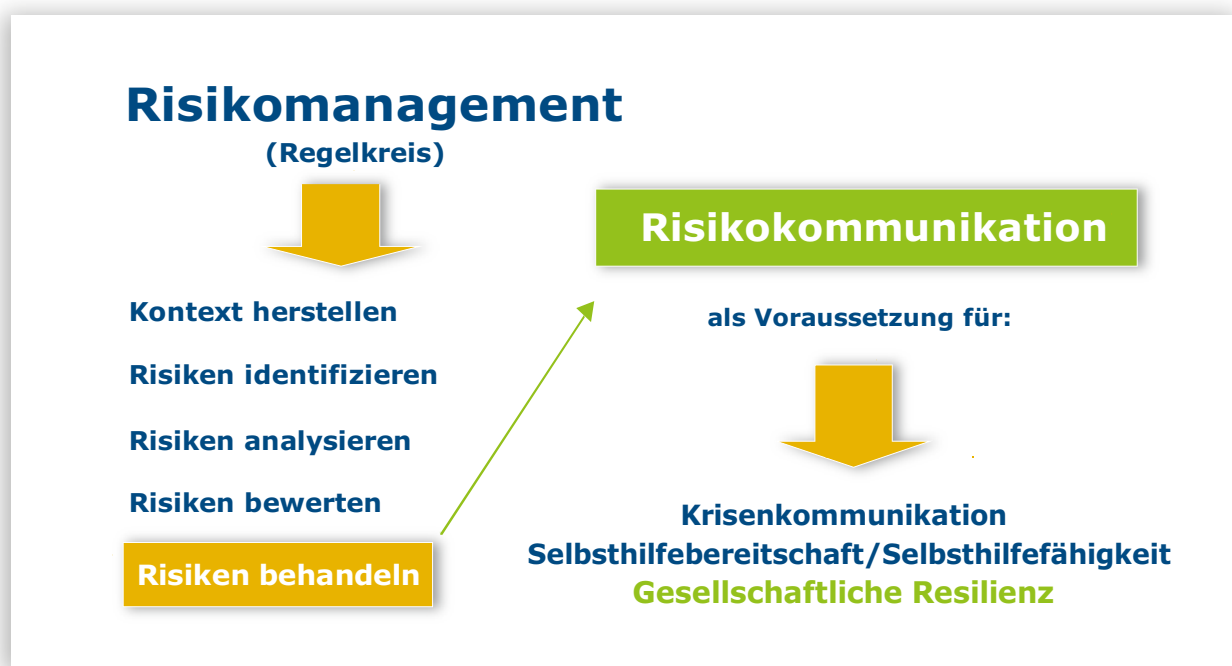 Risikomanagement
(Regelkreis)
Kontext herstellen
Risiken identifizieren
Risiken analysieren
Risiken bewerten
Risiken behandeln
Risikokommunikation
als Voraussetzung für:
Krisenkommunikation
Selbsthilfebereitschaft/Selbsthilfefähigkeit
Gesellschaftliche Resilienz